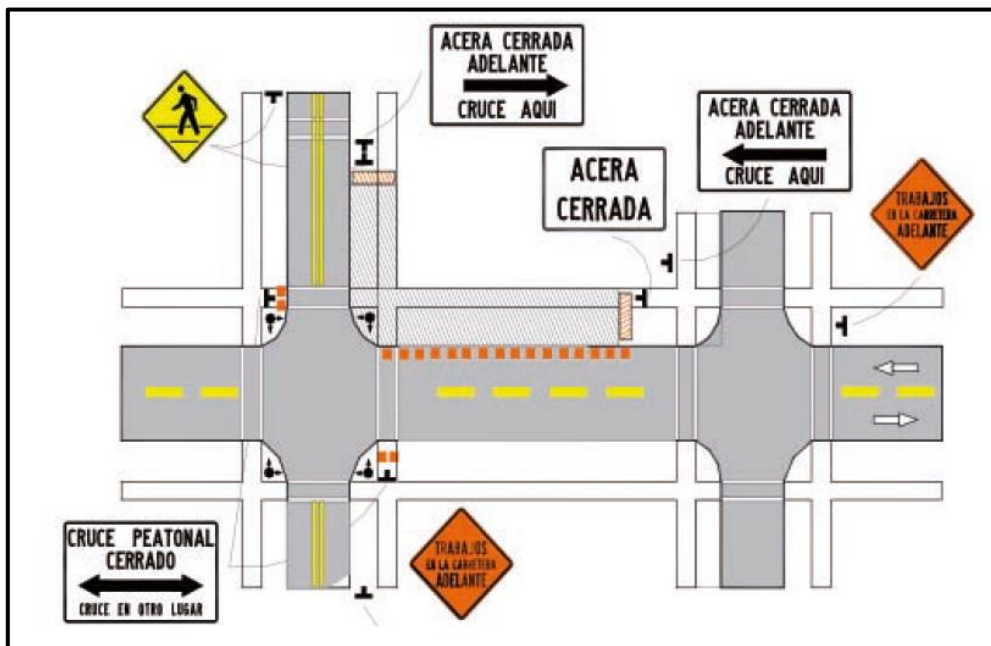 ACERA CERRADA
ADELANTE
CRUCE AQUI
ACERA CERRADA
ADELANTE
CRUCE AQUI
ACERA
CERRADA
TRABAJOS
EN LA CARRETERA
ADELANTE
CRUCE PEATONAL
CERRADO
CRUCE EN OTRO LUGAR
TRABAJOS
EN LA CARRETERA
ADELANTE